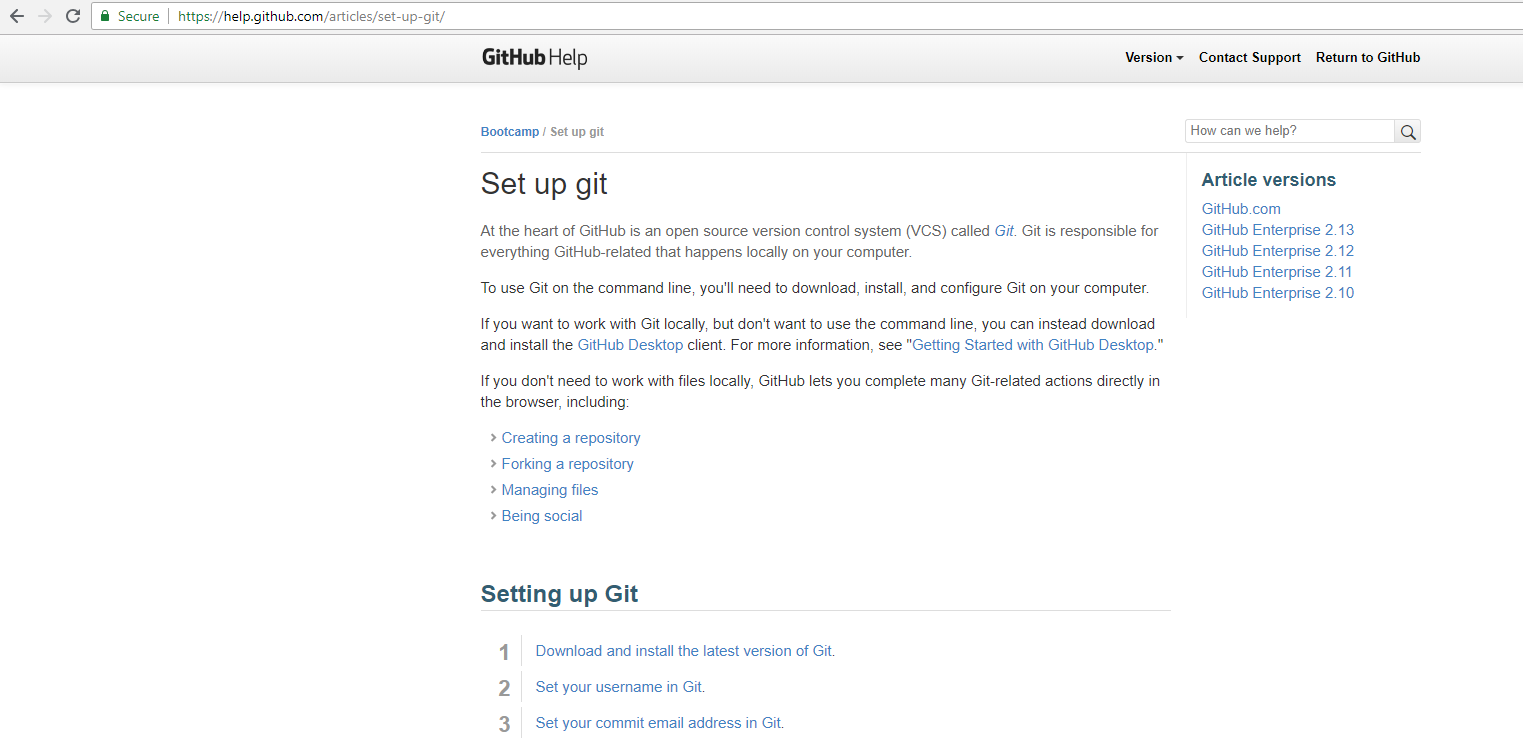 Secure https://help.github.com/articles/set-up-git/
GitHub Help
Version Contact Support Return to GitHub
Bootcamp / Set up git
How can we help?
Set up git
At the heart of GitHub is an open source version control system (VCS) called Git. Git is responsible for
everything GitHub-related that happens locally on your computer.
To use Git on the command line, you'll need to download, install, and configure Git on your computer.
If you want to work with Git locally, but don't want to use the command line, you can instead download
and install the GitHub Desktop client. For more information, see "Getting Started with GitHub Desktop."
If you don't need to work with files locally, GitHub lets you complete many Git-related actions directly in
the browser, including:
Creating a repository
Forking a repository
Managing files
Being social
Article versions
GitHub.com
GitHub Enterprise 2.13
GitHub Enterprise 2.12
GitHub Enterprise 2.11
GitHub Enterprise 2.10
Setting up Git
1 Download and install the latest version of Git.
2 Set your username in Git.
3 Set your commit email address in Git.